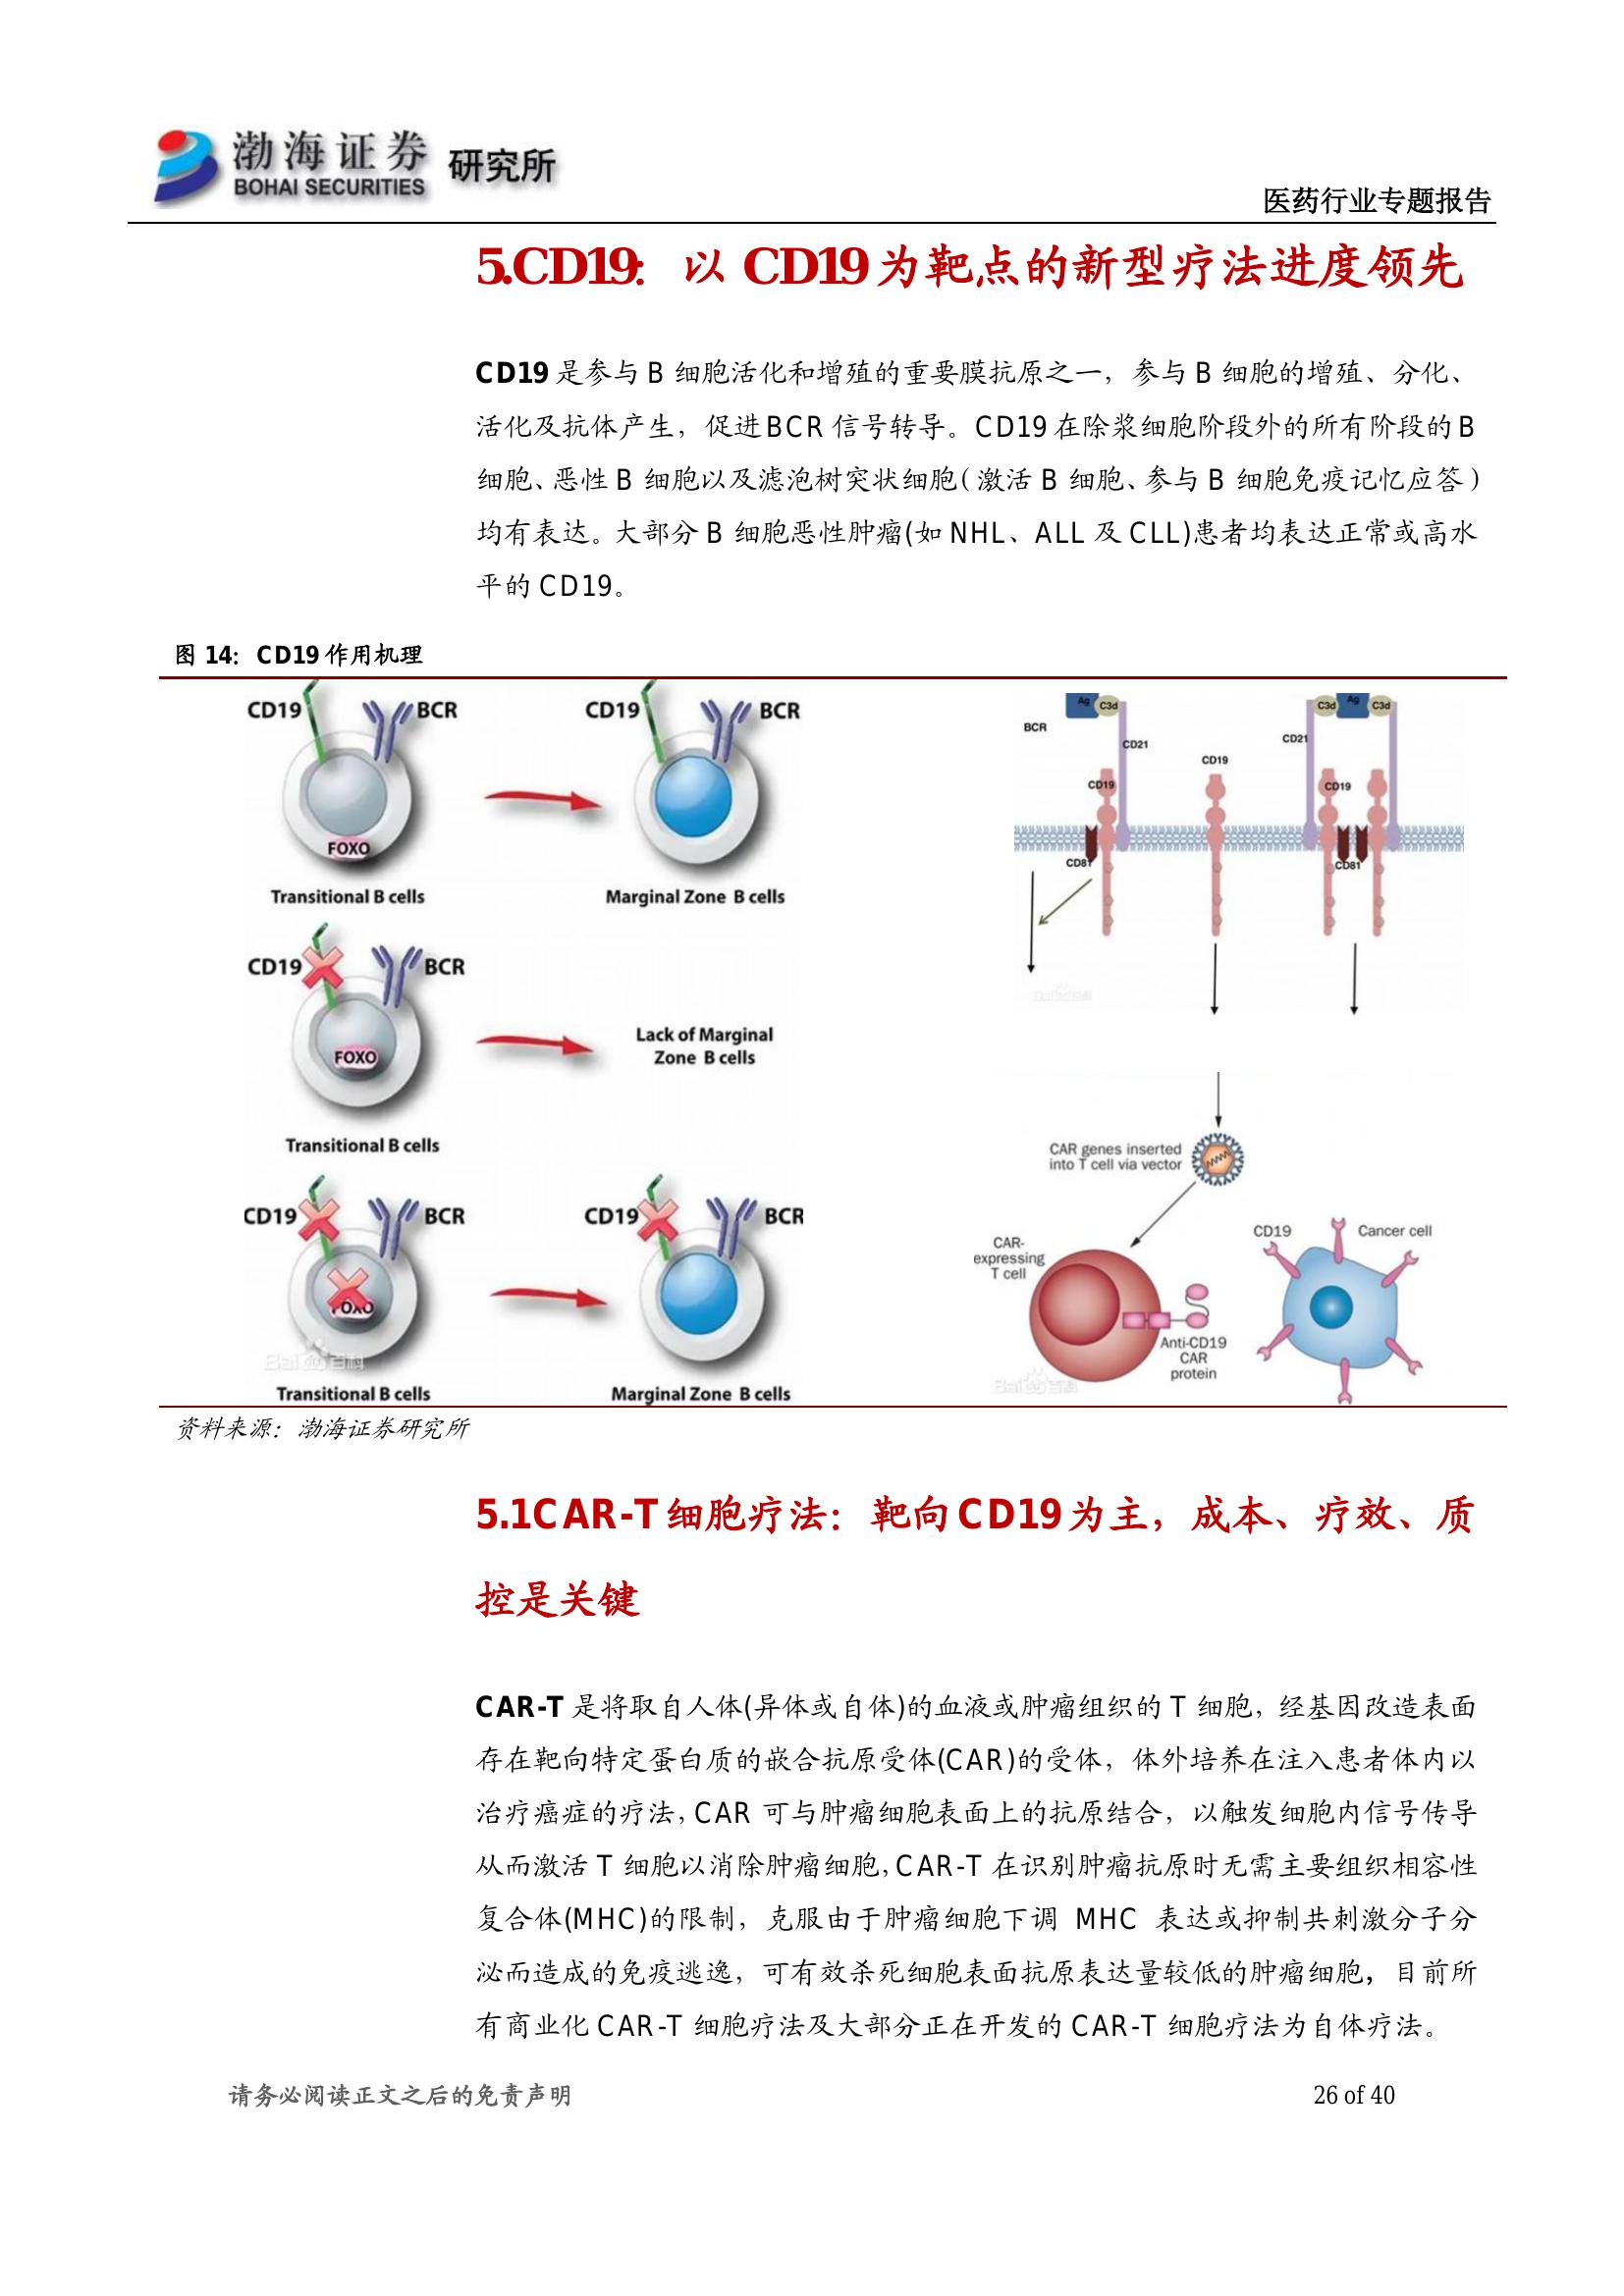 渤海证券 研究所
BOHAI SECURITIES
医药行业专题报告
5.CD19：以 CD19 为靶点的新型疗法进度领先
CD19 是参与 B 细胞活化和增殖的重要膜抗原之一，参与 B 细胞的增殖、分化、
活化及抗体产生，促进 BCR 信号转导。CD19 在除浆细胞阶段外的所有阶段的 B
细胞、恶性 B 细胞以及滤泡树突状细胞（激活 B 细胞、参与 B 细胞免疫记忆应答）
均有表达。大部分 B 细胞恶性肿瘤(如 NHL、ALL 及 CLL)患者均表达正常或高水
平的 CD19。
图 14：CD19 作用机理
CD19 BCR
FOXO
Transitional B cells
CD19 BCR
Marginal Zone B cells
CD19 BCR
FOXO
Transitional B cells
Lack of Marginal
Zone B cells
CD19 BCR
FOXO
Transitional B cells
CD19 BCR
Marginal Zone B cells
Baidu百科
Ag C3d
BCR
CD21
CD19
CD81
CD19
C3d Ag C3d
CD21
CD19
CD81
Baidu百科
CAR genes inserted
into T cell via vector
CAR-
expressing
T cell
Anti-CD19
CAR
protein
CD19 Cancer cell
Baidu百科
资料来源：渤海证券研究所
5.1CAR-T 细胞疗法：靶向 CD19 为主，成本、疗效、质
控是关键
CAR-T 是将取自人体(异体或自体)的血液或肿瘤组织的 T 细胞，经基因改造表面
存在靶向特定蛋白质的嵌合抗原受体(CAR)的受体，体外培养在注入患者体内以
治疗癌症的疗法，CAR 可与肿瘤细胞表面上的抗原结合，以触发细胞内信号传导
从而激活 T 细胞以消除肿瘤细胞，CAR-T 在识别肿瘤抗原时无需主要组织相容性
复合体(MHC)的限制，克服由于肿瘤细胞下调 MHC 表达或抑制共刺激分子分
泌而造成的免疫逃逸，可有效杀死细胞表面抗原表达量较低的肿瘤细胞，目前所
有商业化 CAR-T 细胞疗法及大部分正在开发的 CAR-T 细胞疗法为自体疗法。
请务必阅读正文之后的免责声明
26 of 40